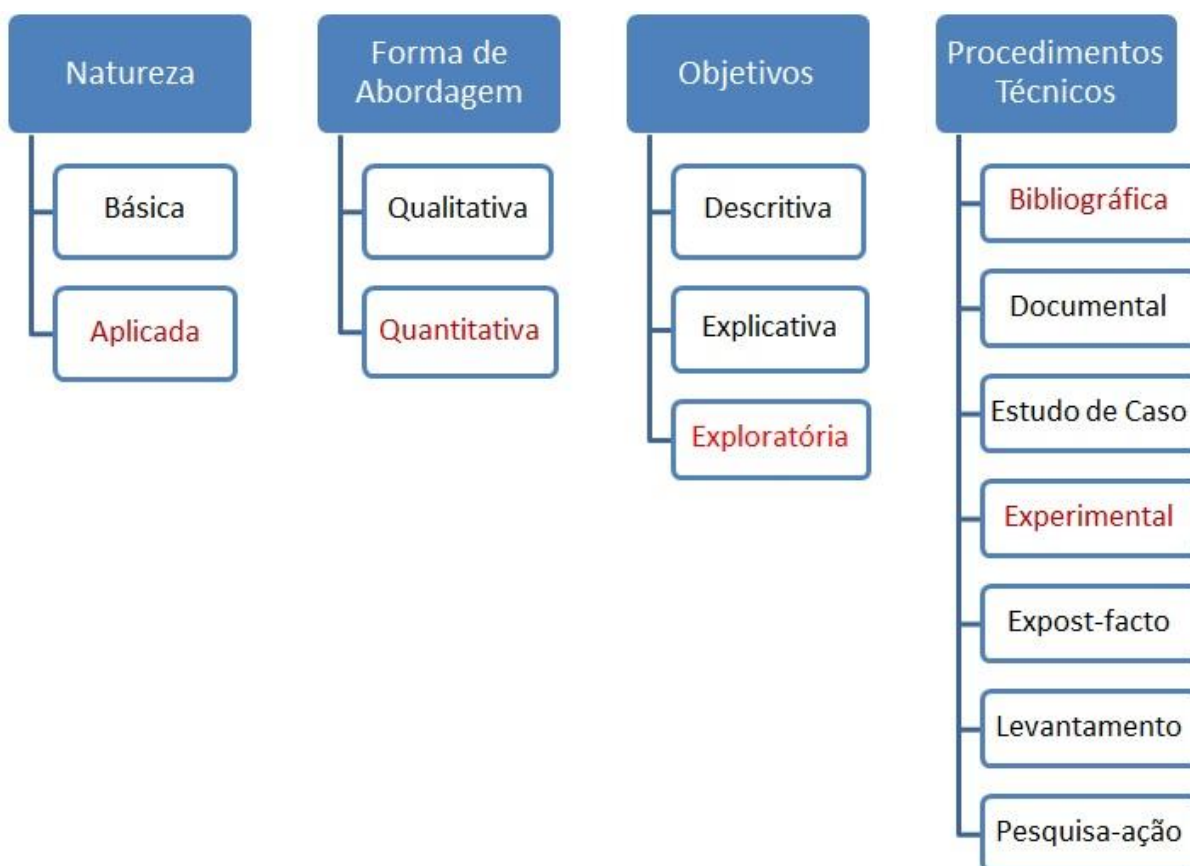 Natureza
Básica
Aplicada
Forma de
Abordagem
Qualitativa
Quantitativa
Objetivos
Descritiva
Explicativa
Exploratória
Procedimentos
Técnicos
Bibliográfica
Documental
Estudo de Caso
Experimental
Expost-facto
Levantamento
Pesquisa-ação